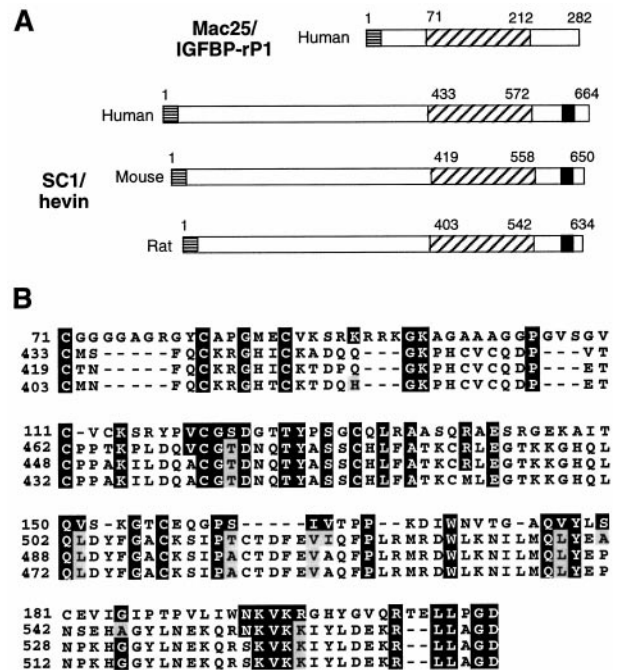 A
Mac25/
IGFBP-rP1
Human 1 71 212 282
Human 1 433 572 664
SC1/
hevin
Mouse 1 419 558 650
Rat 1 403 542 634
B
71 CGGGGAGRGYCAPGMECVKSRKRRKGKAGAAAGGPGVSGV
433 CMS-----FQCKRGHICKADQQ---GKPHCVCQDP---VT
419 CTN-----FQCKRGHTCKTDPQ---GKPHCVCQDP---ET
403 CMN-----FQCKRGHTCKTDQH---GKPHCVCQDP---ET
111 C-VCKSRYPVCGSDGTTYPSGCQLRAASQRAESRGEKAIT
462 CPPTKPLDQVCGTDNQTYASSCHLFATKCRLEGTKKGHQL
448 CPPAKILDQACGTDNQTYASSCHLFATKCRLEGTKKGHQL
432 CPPAKILDQACGTDNQTYASSCHLFATKCMLEGTKKGHQL
150 QVS-KGTCEQGPS-----IVTPP--KDIWNVTG-AQVYLS
502 QLDYFGACKSIPTCTDFEVIQFPLRMRDWLKNILMQLYEA
488 QLDYFGACKSIPACTDFEVAQFPLRMRDWLKNILMQLYEP
472 QLDYFGACKSIPACTDFEVAQFPLRMRDWLKNILMQLYEP
181 CEVIGIPTPVLIWNKVKRGHYGVQRTELLPGD
542 NSEHAGYLNEKQRNKVKKIYLDEKR--LLAGD
528 NPKHGGYLNEKQRSKVKKIYLDEKR--LLAGD
512 NPKHGGYLNEKQRSKVKKIYLDEKR--LLAGD